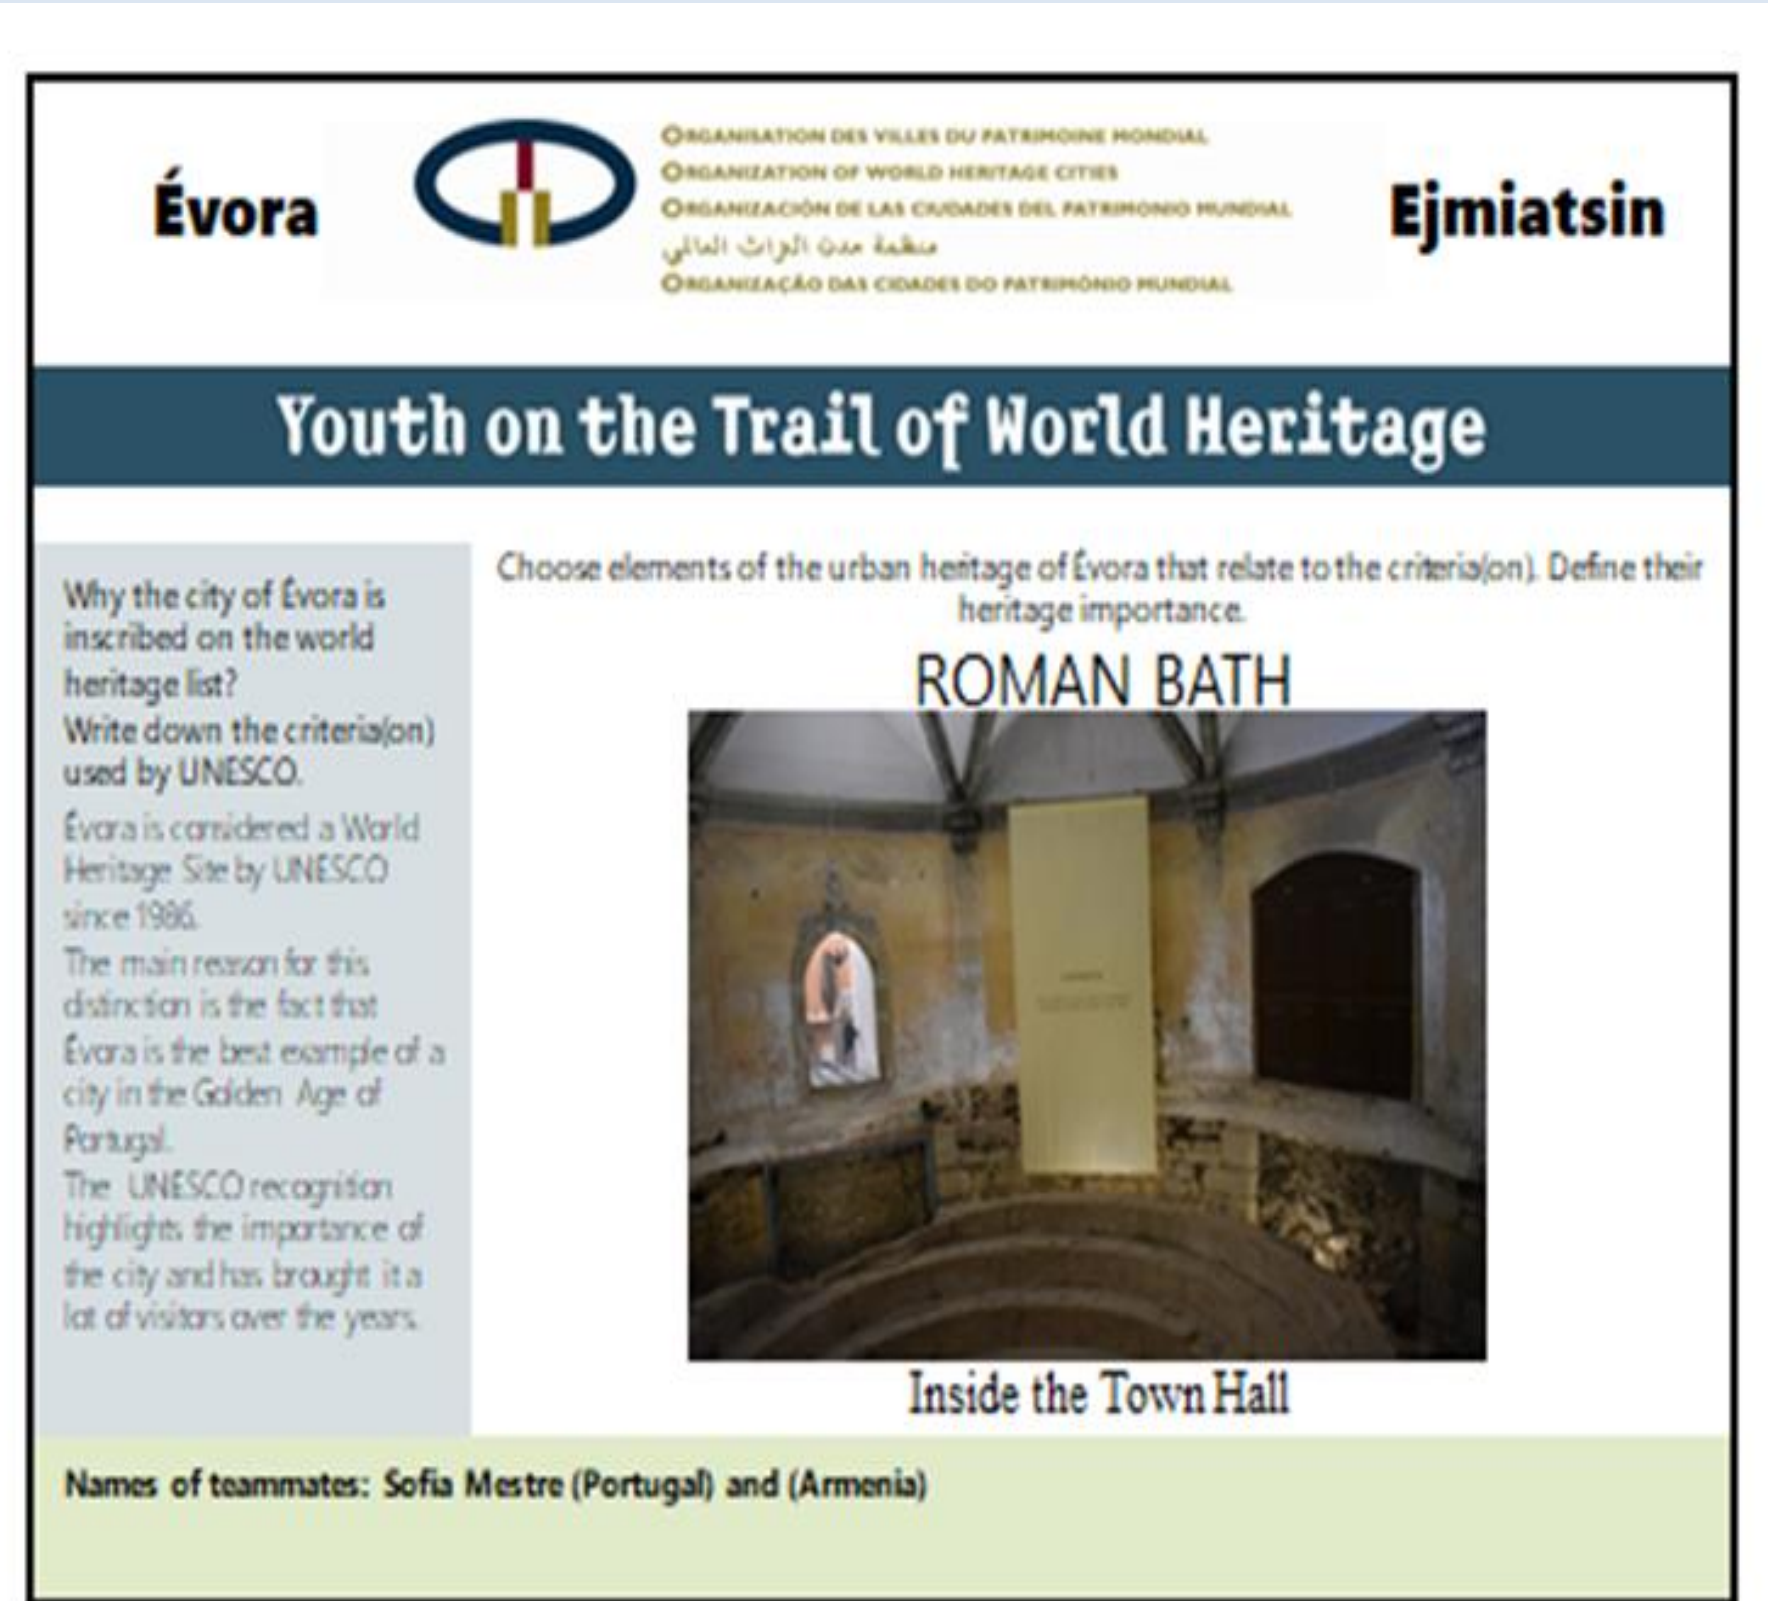 Évora
ORGANISATION DES VILLES DU PATRIMOINE MONDIAL
ORGANIZATION OF WORLD HERITAGE CITIES
ORGANIZACIÓN DE LAS CIUDADES DEL PATRIMONIO MUNDIAL
منظمة مدن التراث العالمي
ORGANIZAÇÃO DAS CIDADES DO PATRIMÓNIO MUNDIAL
Ejmiatsin
Youth on the Trail of World Heritage
Why the city of Évora is
inscribed on the world
heritage list?
Write down the criteria(on)
used by UNESCO.
Évora is considered a World
Heritage Site by UNESCO
since 1986.
The main reason for this
distinction is the fact that
Évora is the best example of a
city in the Golden Age of
Portugal.
The UNESCO recognition
highlights the importance of
the city and has brought it a
lot of visitors over the years.
Choose elements of the urban heritage of Évora that relate to the criteria(on). Define their
heritage importance.
ROMAN BATH
Inside the Town Hall
Names of teammates: Sofia Mestre (Portugal) and (Armenia)